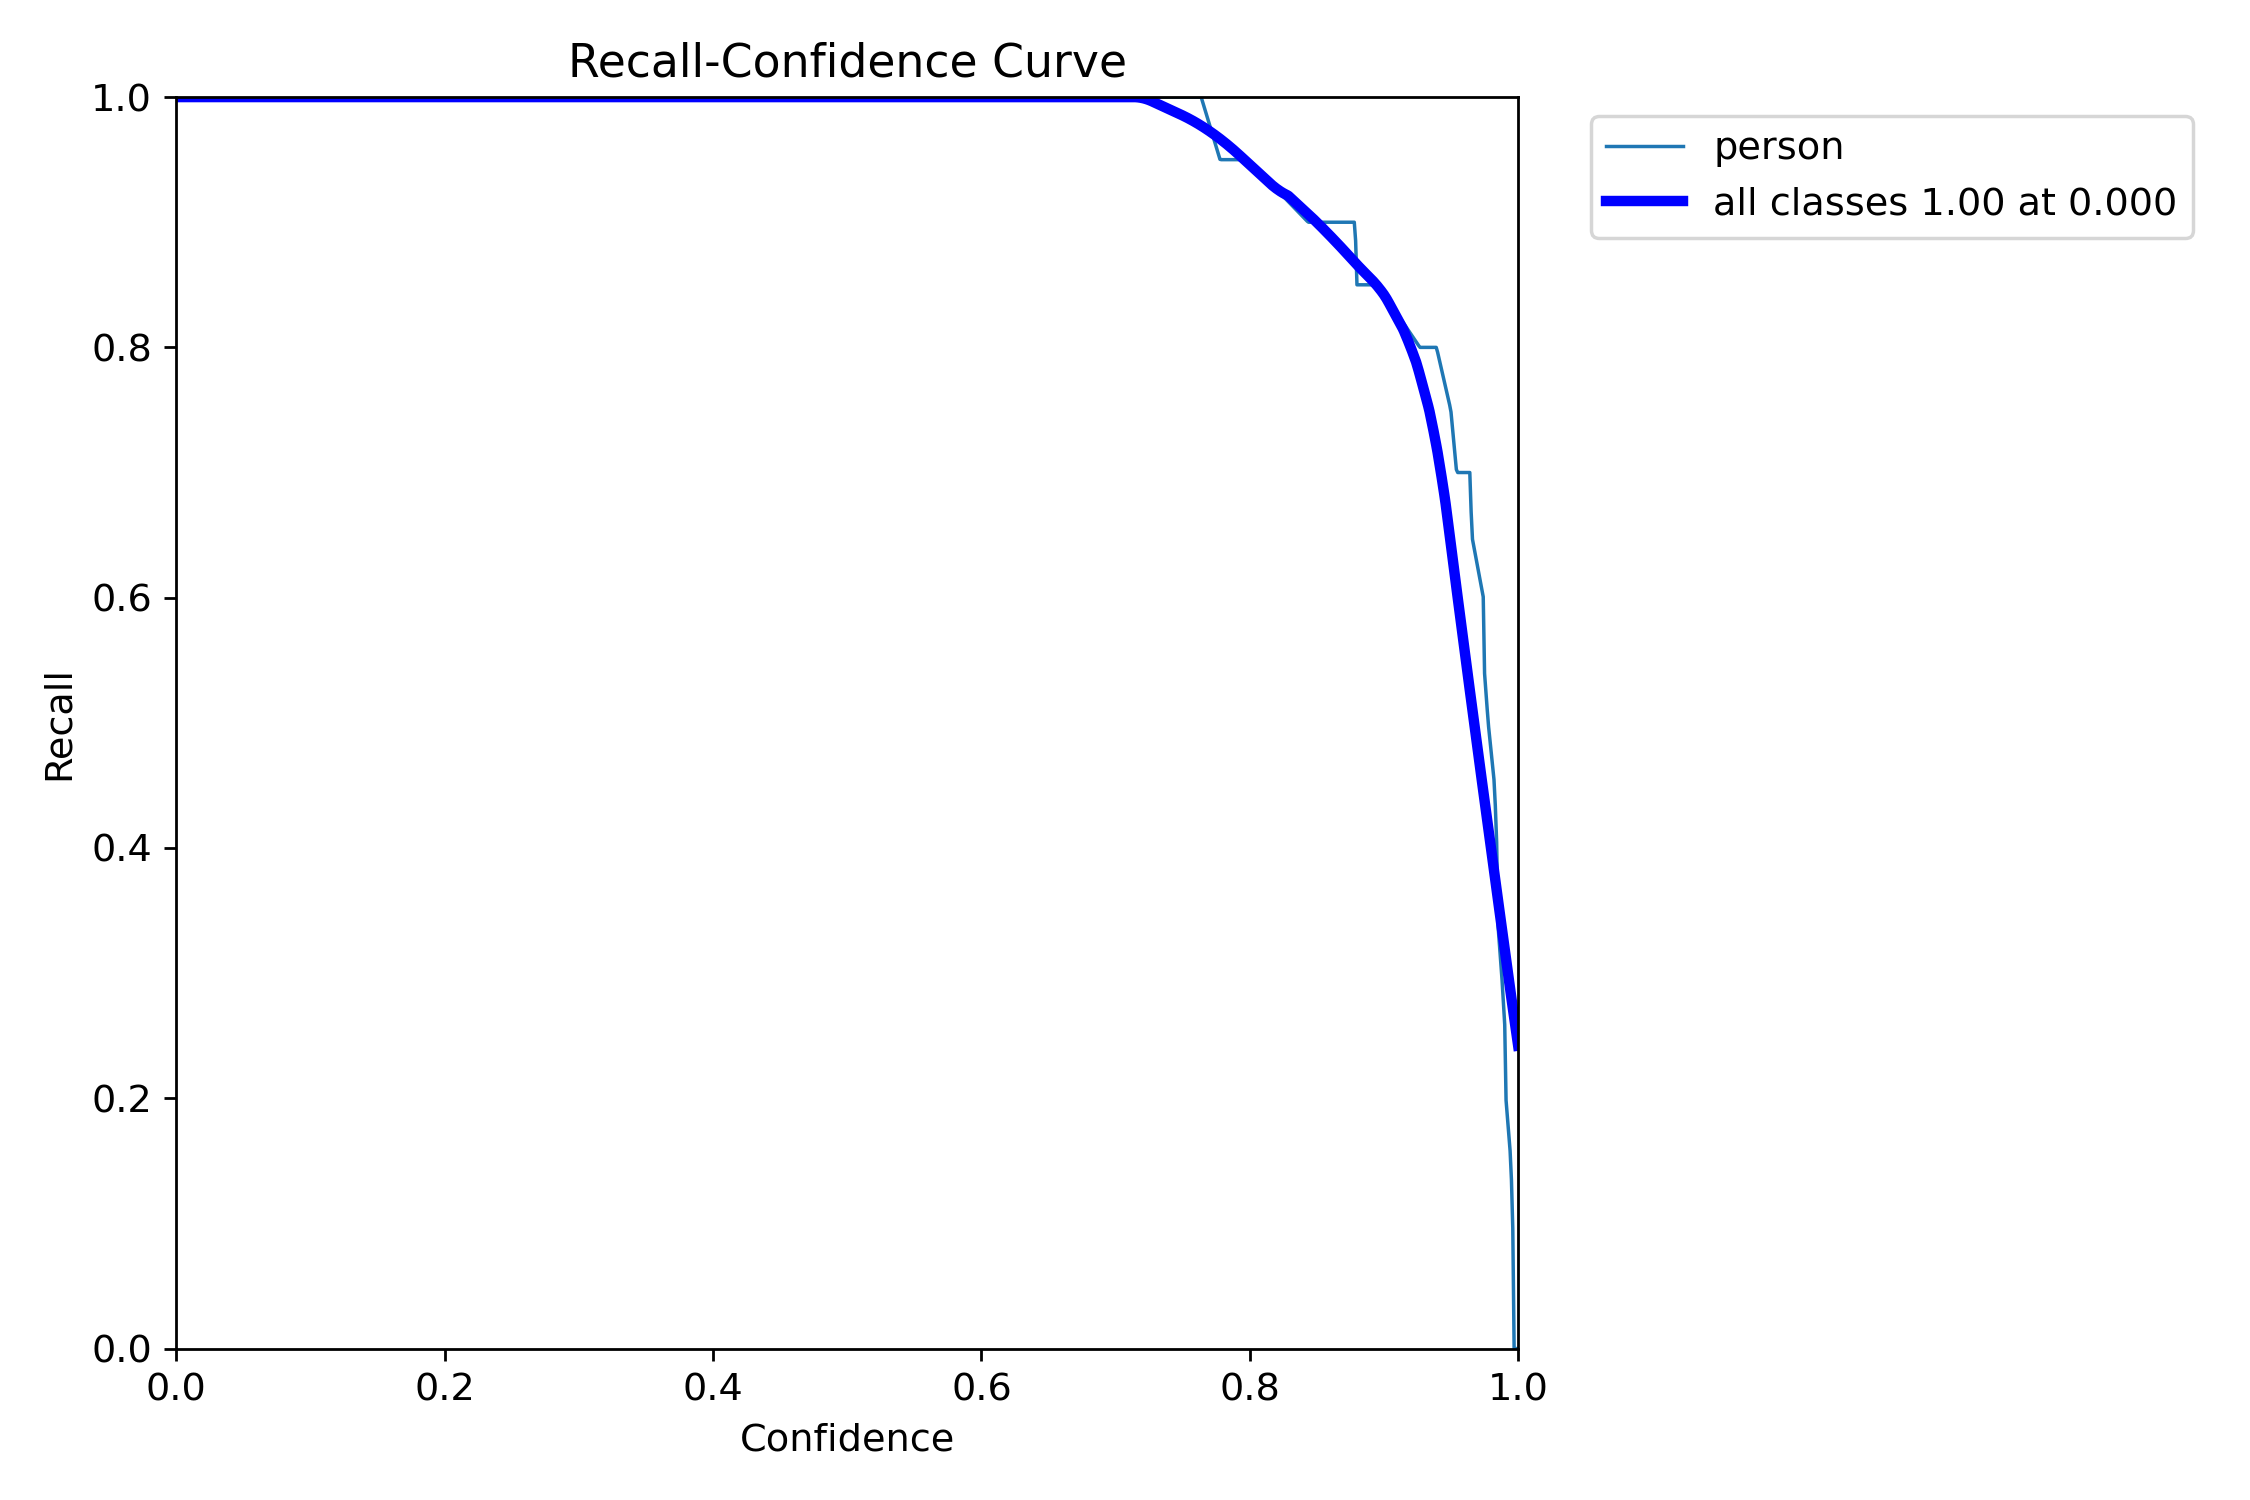 Recall-Confidence Curve
1.0
0.8
0.6
0.4
0.2
0.0
Recall
0.0 0.2 0.4 0.6 0.8 1.0
Confidence
person
all classes 1.00 at 0.000